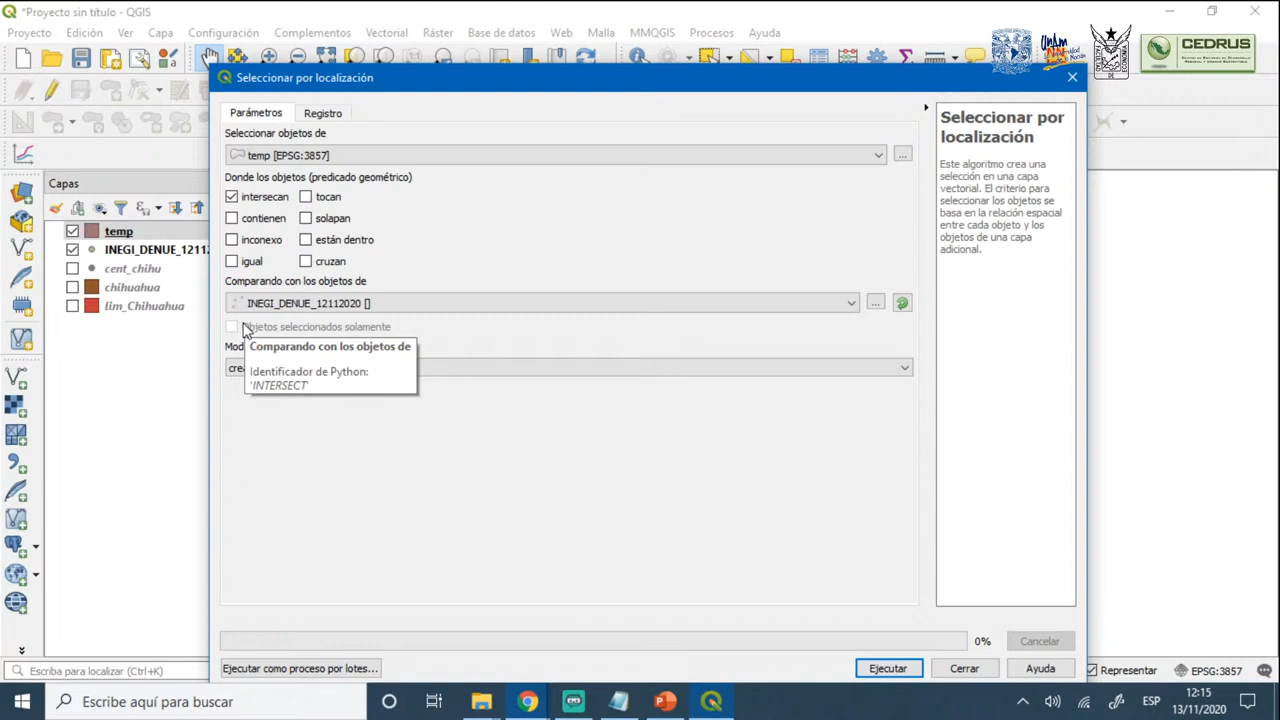 *Proyecto sin título - QGIS
Proyecto Edición Ver Capa Configuración Complementos Vectorial Ráster Base de datos Web Malla MMQGIS Procesos Ayuda
CEDRUS
Seleccionar por localización
Parámetros Registro
Seleccionar objetos de
temp [EPSG:3857]
...
Donde los objetos (predicado geométrico)
intersecan tocan
contienen solapan
inconexo están dentro
igual cruzan
Comparando con los objetos de
INEGI_DENUE_12112020 []
...
Objetos seleccionados solamente
Mod
crea
Comparando con los objetos de
Identificador de Python:
'INTERSECT'
Seleccionar por
localización
Este algoritmo crea una
selección en una capa
vectorial. El criterio para
seleccionar los objetos se
basa en la relación espacial
entre cada objeto y los
objetos de una capa
adicional.
Capas
temp
INEGI_DENUE_1211
cent_chihu
chihuahua
lim_Chihuahua
0% Cancelar
Ejecutar como proceso por lotes... Ejecutar Cerrar Ayuda
Escriba para localizar (Ctrl+K)
Representar EPSG:3857
Escribe aquí para buscar
ESP
12:15
13/11/2020